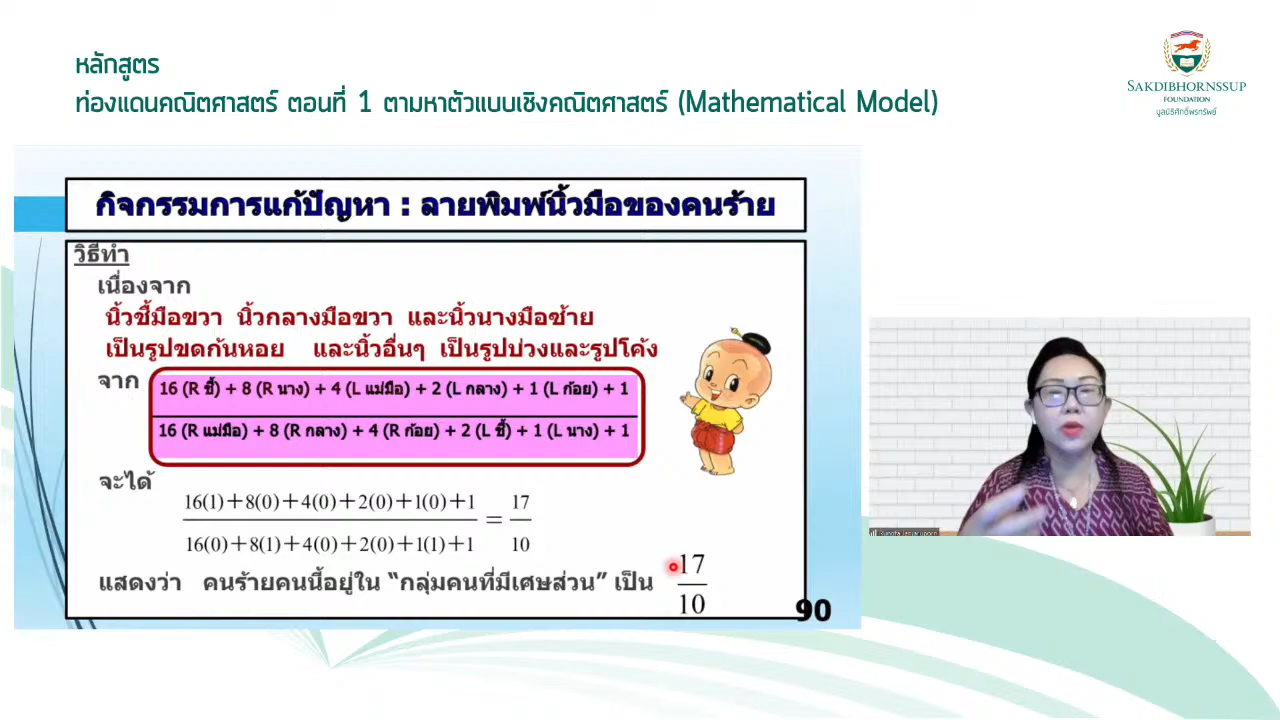 หลักสูตร
ท่องแดนคณิตศาสตร์ ตอนที่ 1 ตามหาตัวแบบเชิงคณิตศาสตร์ (Mathematical Model)
SAKDIBHORNSSUP
FOUNDATION
มูลนิธิศักดิ์พรทรัพย์
กิจกรรมการแก้ปัญหา : ลายพิมพ์นิ้วมือของคนร้าย
วิธีทำ
เนื่องจาก
นิ้วชี้มือขวา นิ้วกลางมือขวา และนิ้วนางมือซ้าย
เป็นรูปขดก้นหอย และนิ้วอื่นๆ เป็นรูปบ่วงและรูปโค้ง
จาก
16 (R ชี้) + 8 (R นาง) + 4 (L แม่มือ) + 2 (L กลาง) + 1 (L ก้อย) + 1
16 (R แม่มือ) + 8 (R กลาง) + 4 (R ก้อย) + 2 (L ชี้) + 1 (L นาง) + 1
จะได้
16(1)+8(0)+4(0)+2(0)+1(0)+1
16(0)+8(1)+4(0)+2(0)+1(1)+1
=
17
10
แสดงว่า คนร้ายคนนี้อยู่ใน “กลุ่มคนที่มีเศษส่วน” เป็น
17
10
90